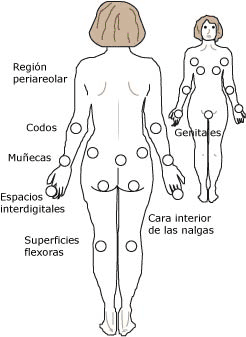 Región
periareolar
Codos
Genitales
Muñecas
Espacios
interdigitales
Cara interior
de las nalgas
Superficies
flexoras